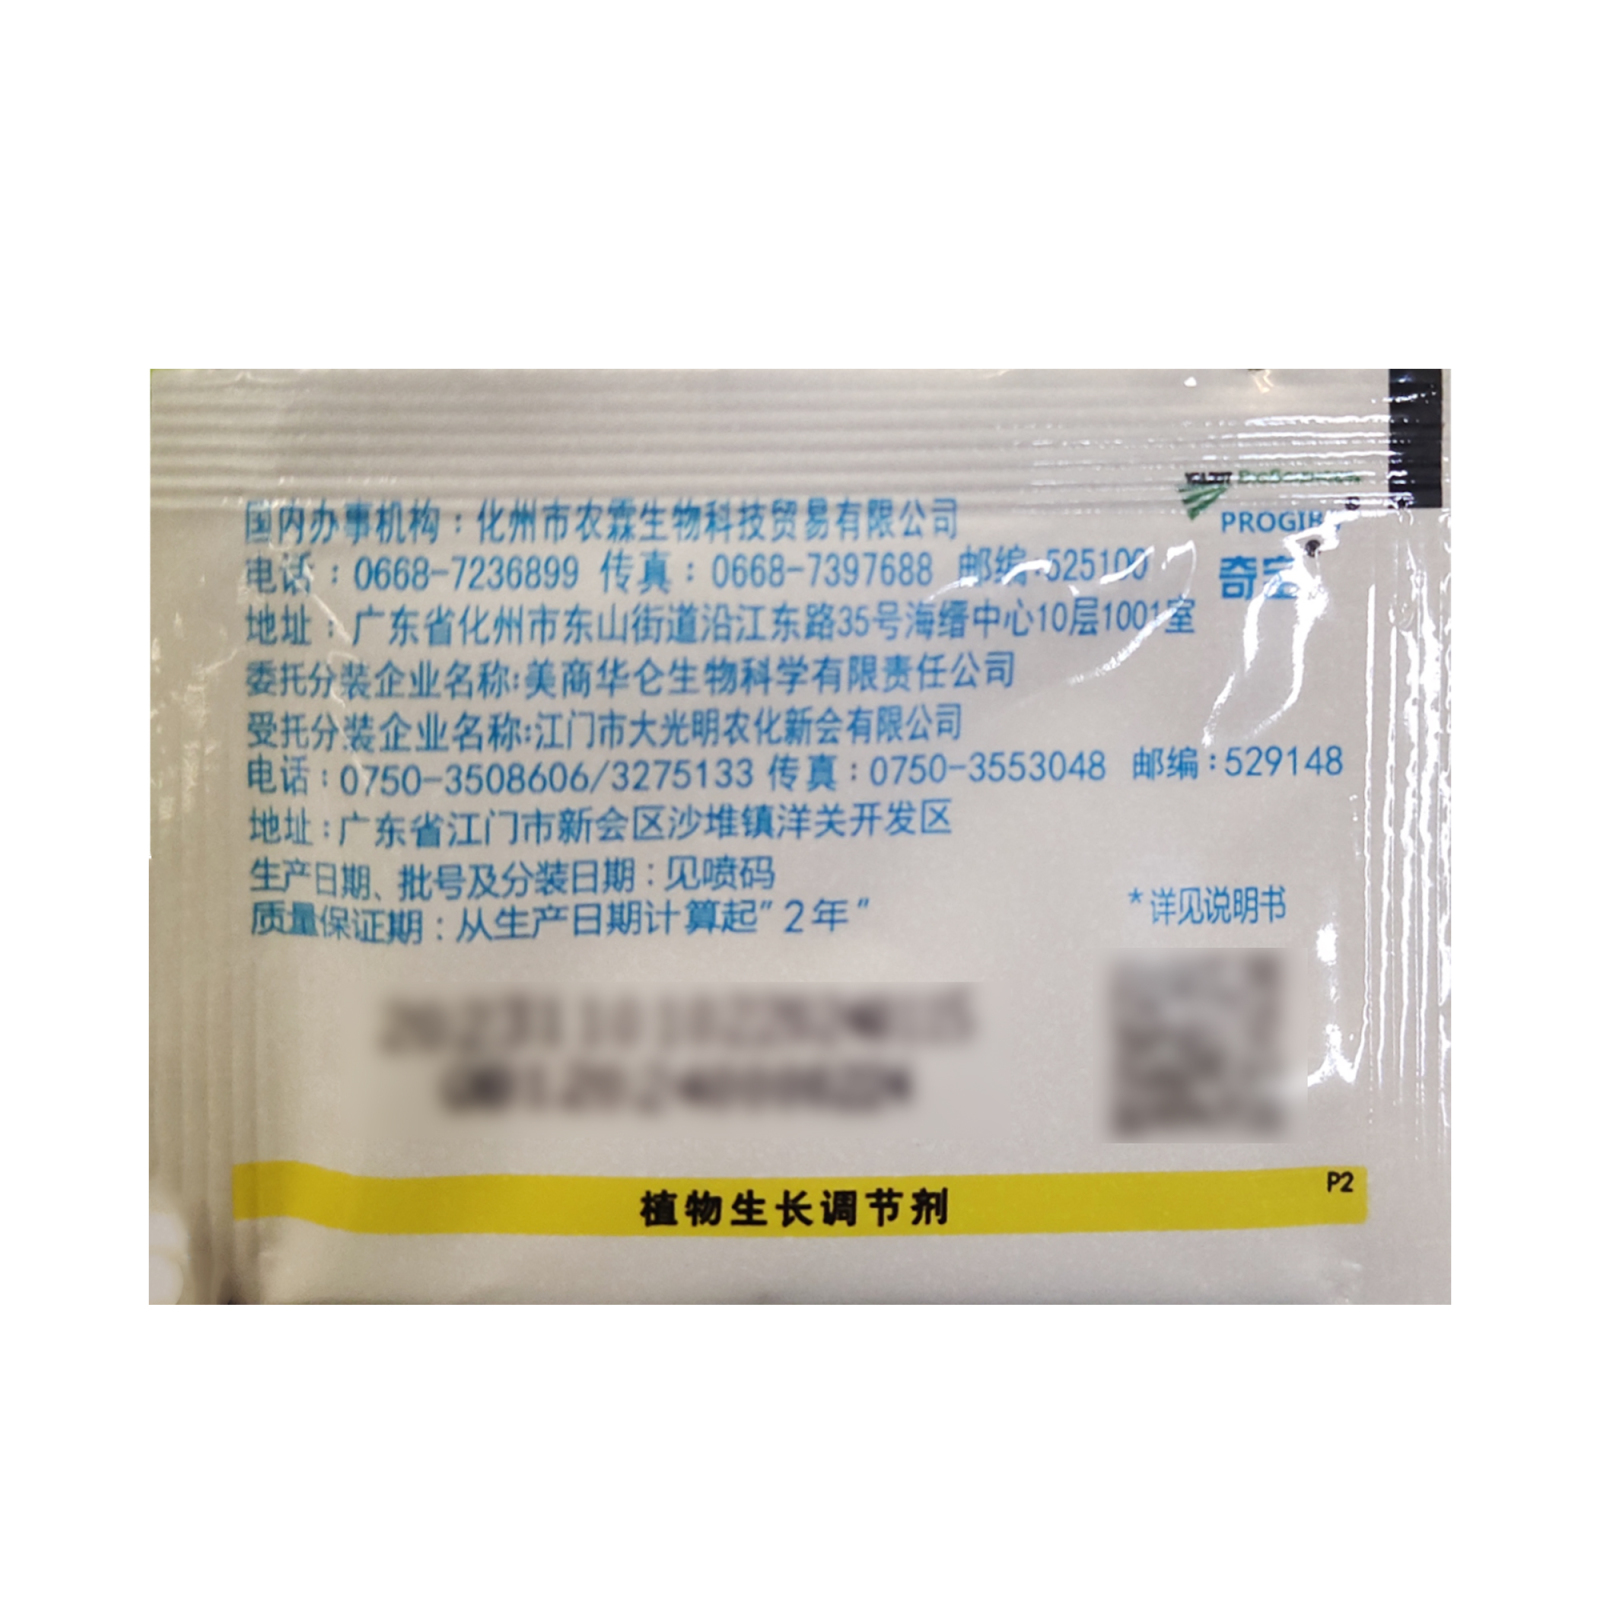 国内办事机构：化州市农霖生物科技贸易有限公司
电话：0668-7236899 传真：0668-7397688 邮编:525100
地址：广东省化州市东山街道沿江东路35号海缙中心10层1001室
委托分装企业名称:美商华仑生物科学有限责任公司
受托分装企业名称:江门市大光明农化新会有限公司
电话：0750-3508606/3275133 传真：0750-3553048 邮编：529148
地址：广东省江门市新会区沙堆镇洋关开发区
生产日期、批号及分装日期：见喷码
质量保证期：从生产日期计算起”2年”
PROGIBB
奇宝
*详见说明书
植物生长调节剂
P2